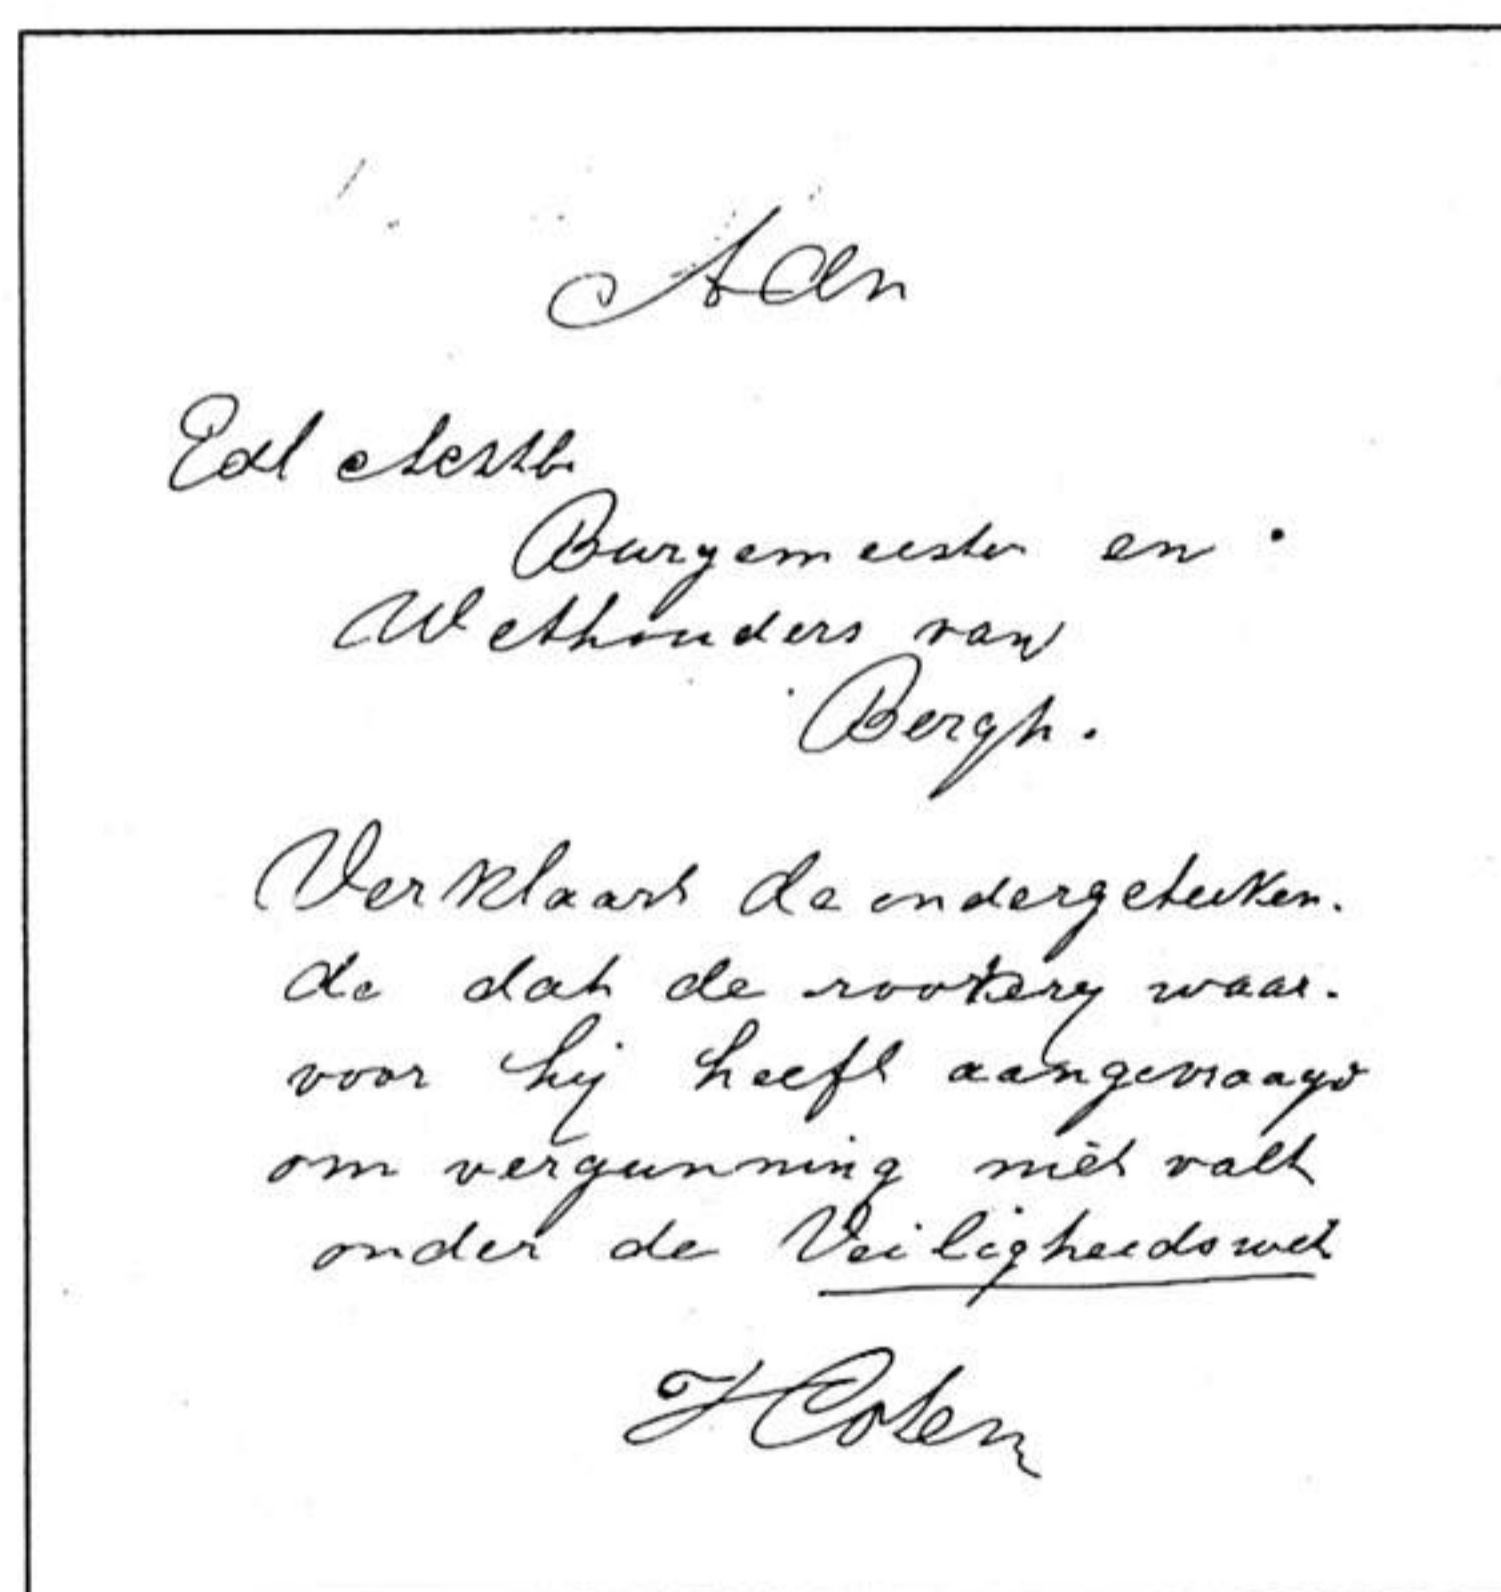 Aan
Edl Achtb.
Burgemeester en
Wethouders van
Bergh.
Verklaart de ondergeteeken.
de dat de rookery waar.
voor hij heeft aangevraagd
om vergunning niet valt
onder de Veiligheidswet